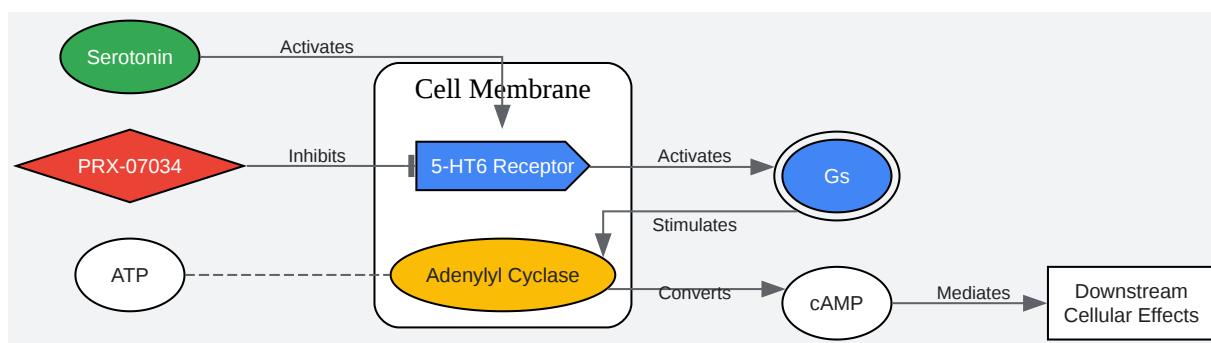 Serotonin
Activates
Cell Membrane
PRX-07034
Inhibits
5-HT6 Receptor
Activates
Gs
Stimulates
ATP
Adenylyl Cyclase
Converts
cAMP
Mediates
Downstream
Cellular Effects